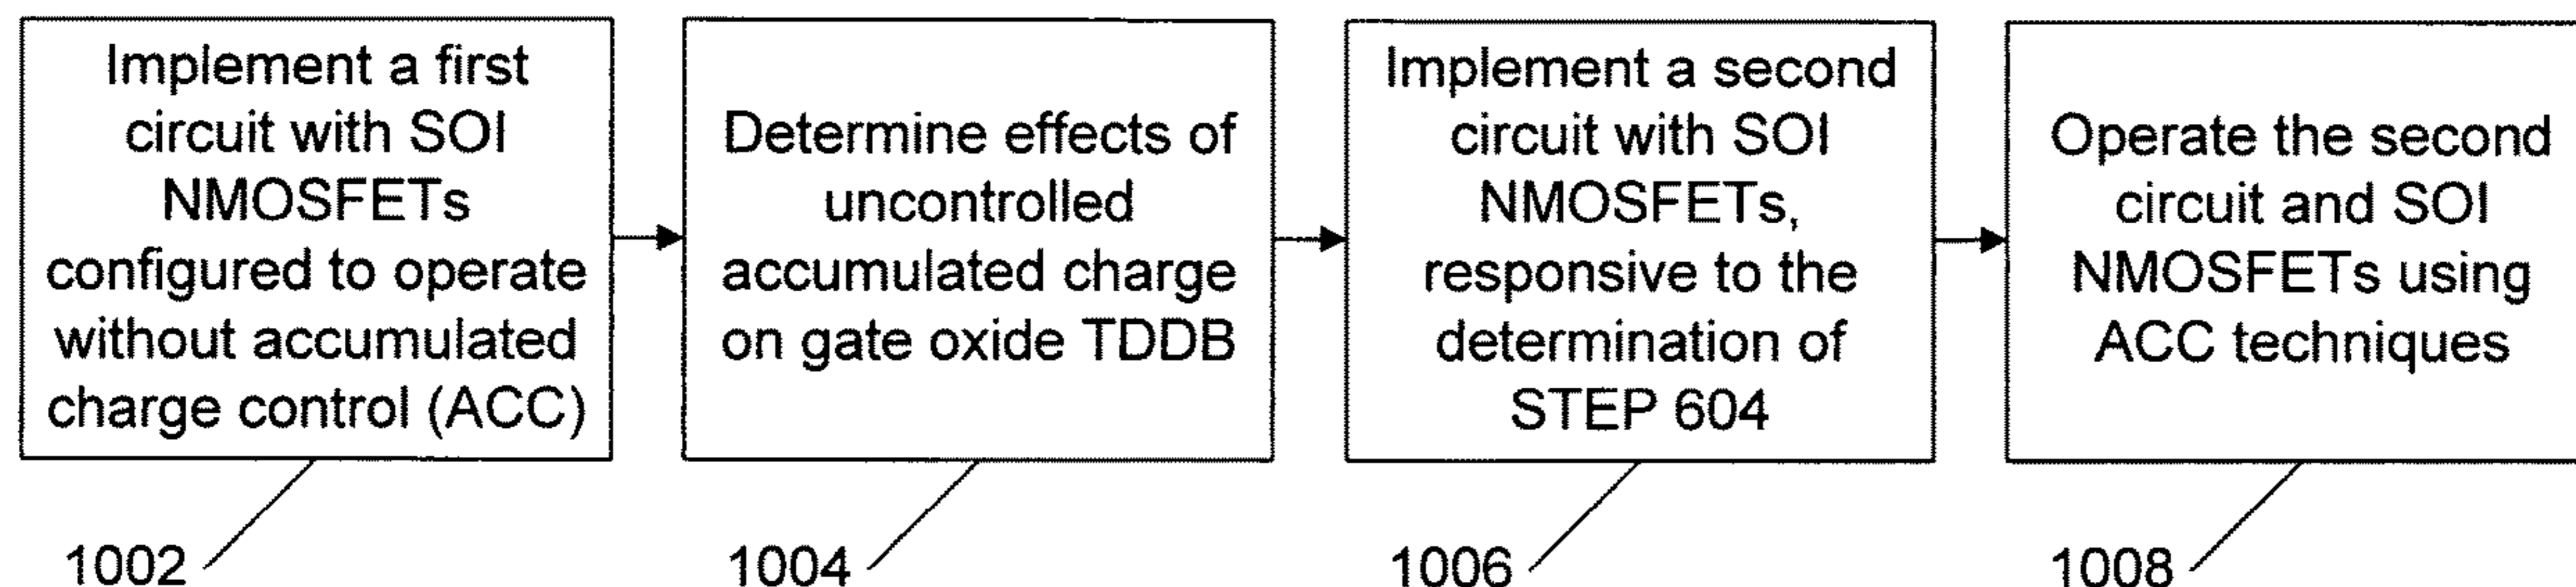 Implement a first
circuit with SOI
NMOSFETs
configured to operate
without accumulated
charge control (ACC)
Determine effects of
uncontrolled
accumulated charge
on gate oxide TDDB
Implement a second
circuit with SOI
NMOSFETs,
responsive to the
determination of
STEP 604
Operate the second
circuit and SOI
NMOSFETs using
ACC techniques
1002
1004
1006
1008